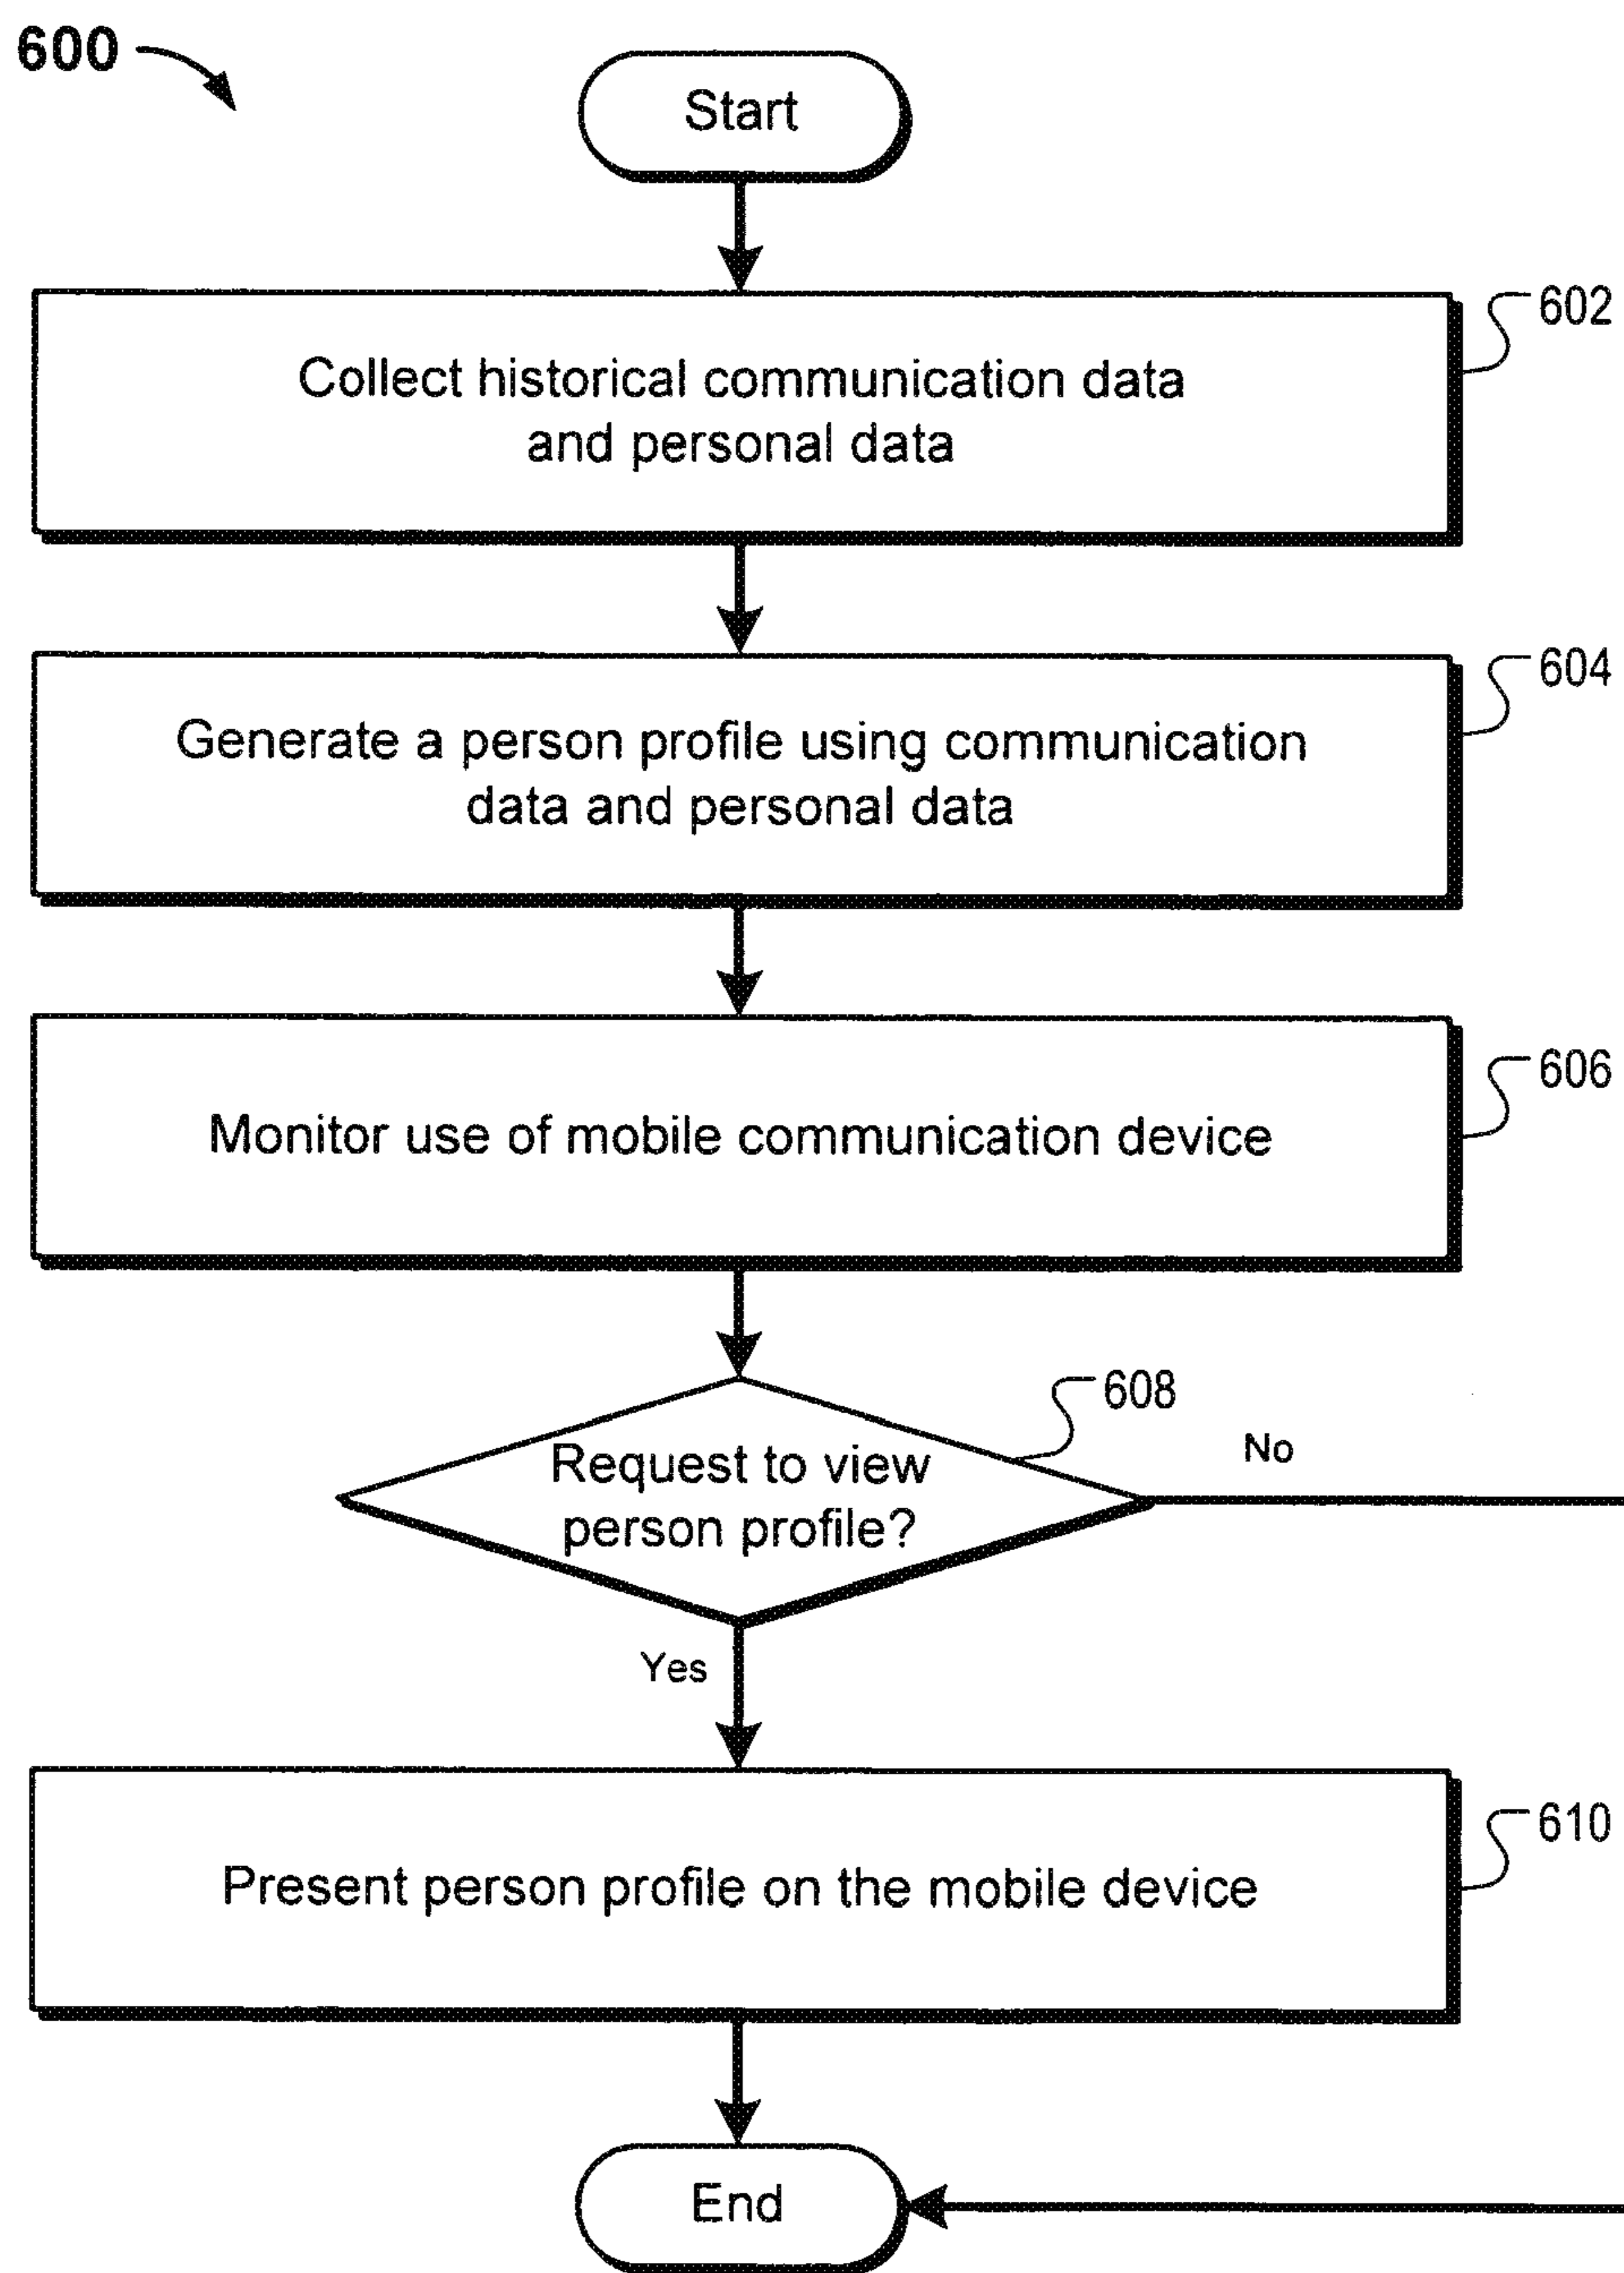 600
Start
602
Collect historical communication data
and personal data
604
Generate a person profile using communication
data and personal data
606
Monitor use of mobile communication device
608
No
Request to view
person profile?
Yes
610
Present person profile on the mobile device
End